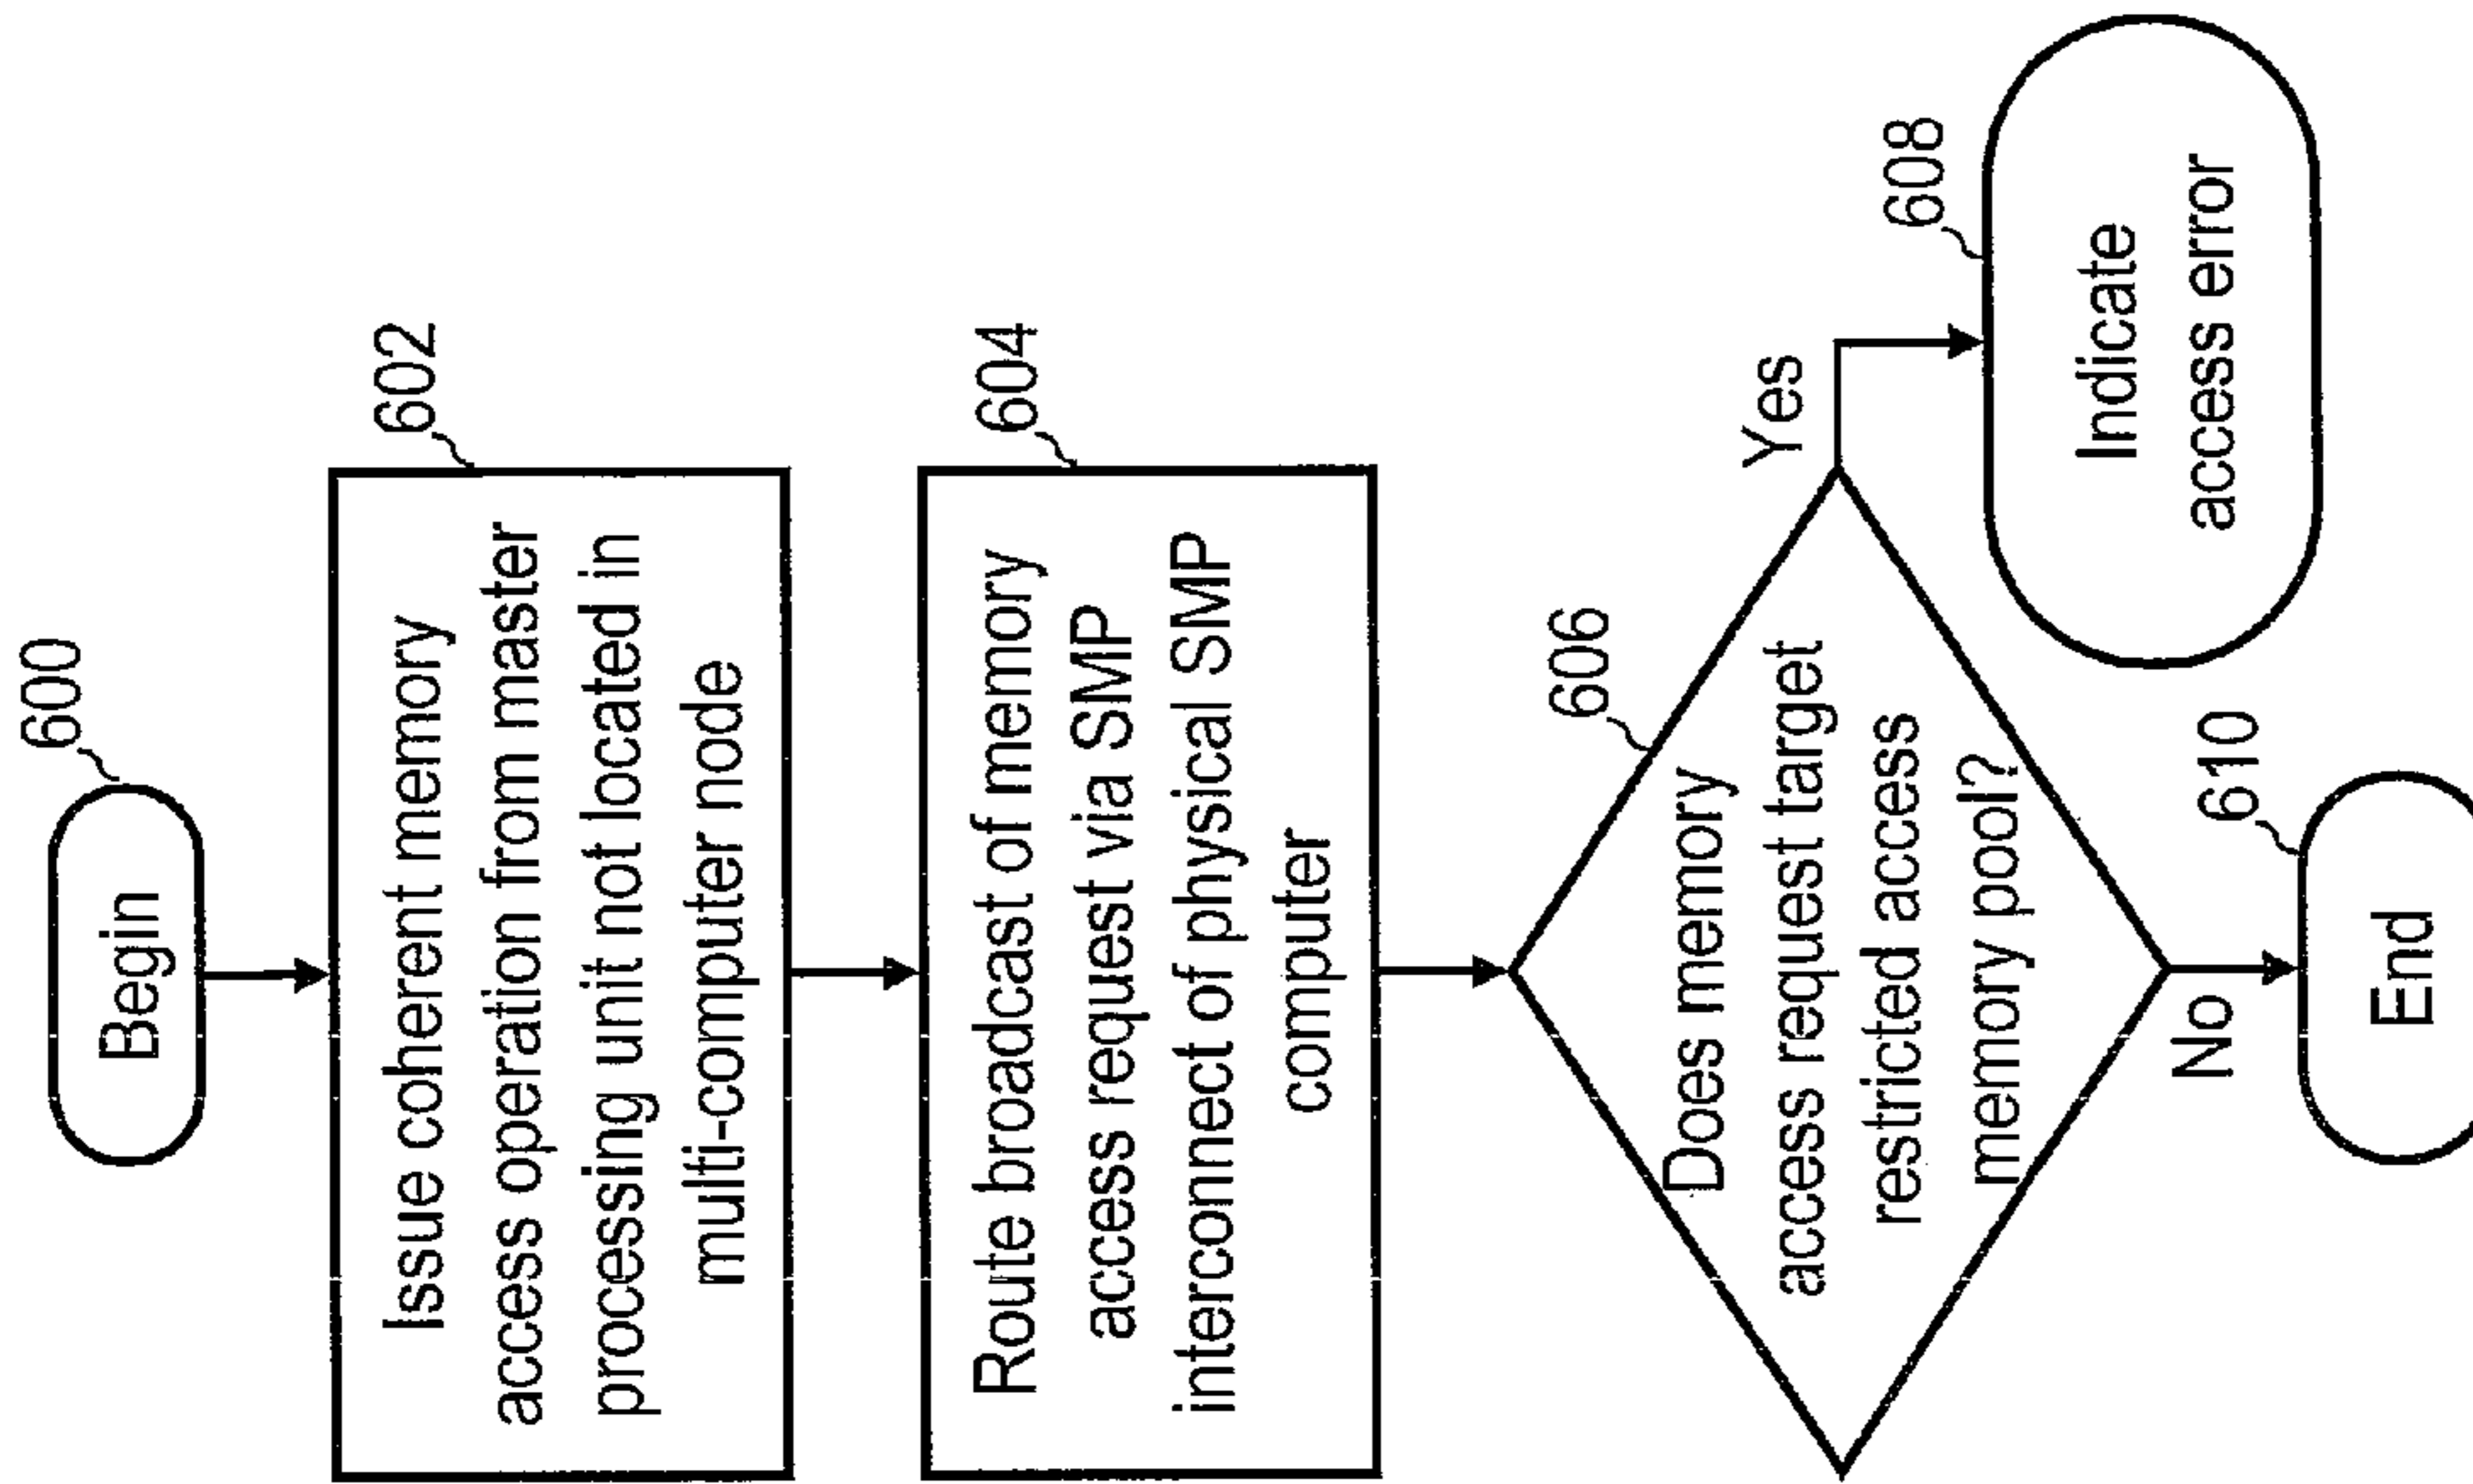 600
Begin
602
Issue coherent memory
access operation from master
processing unit not located in
multi-computer node
604
Route broadcast of memory
access request via SMP
interconnect of physical SMP
computer
606
Does memory
access request target
restricted access
memory pool?
Yes
608
Indicate
access error
No
610
End